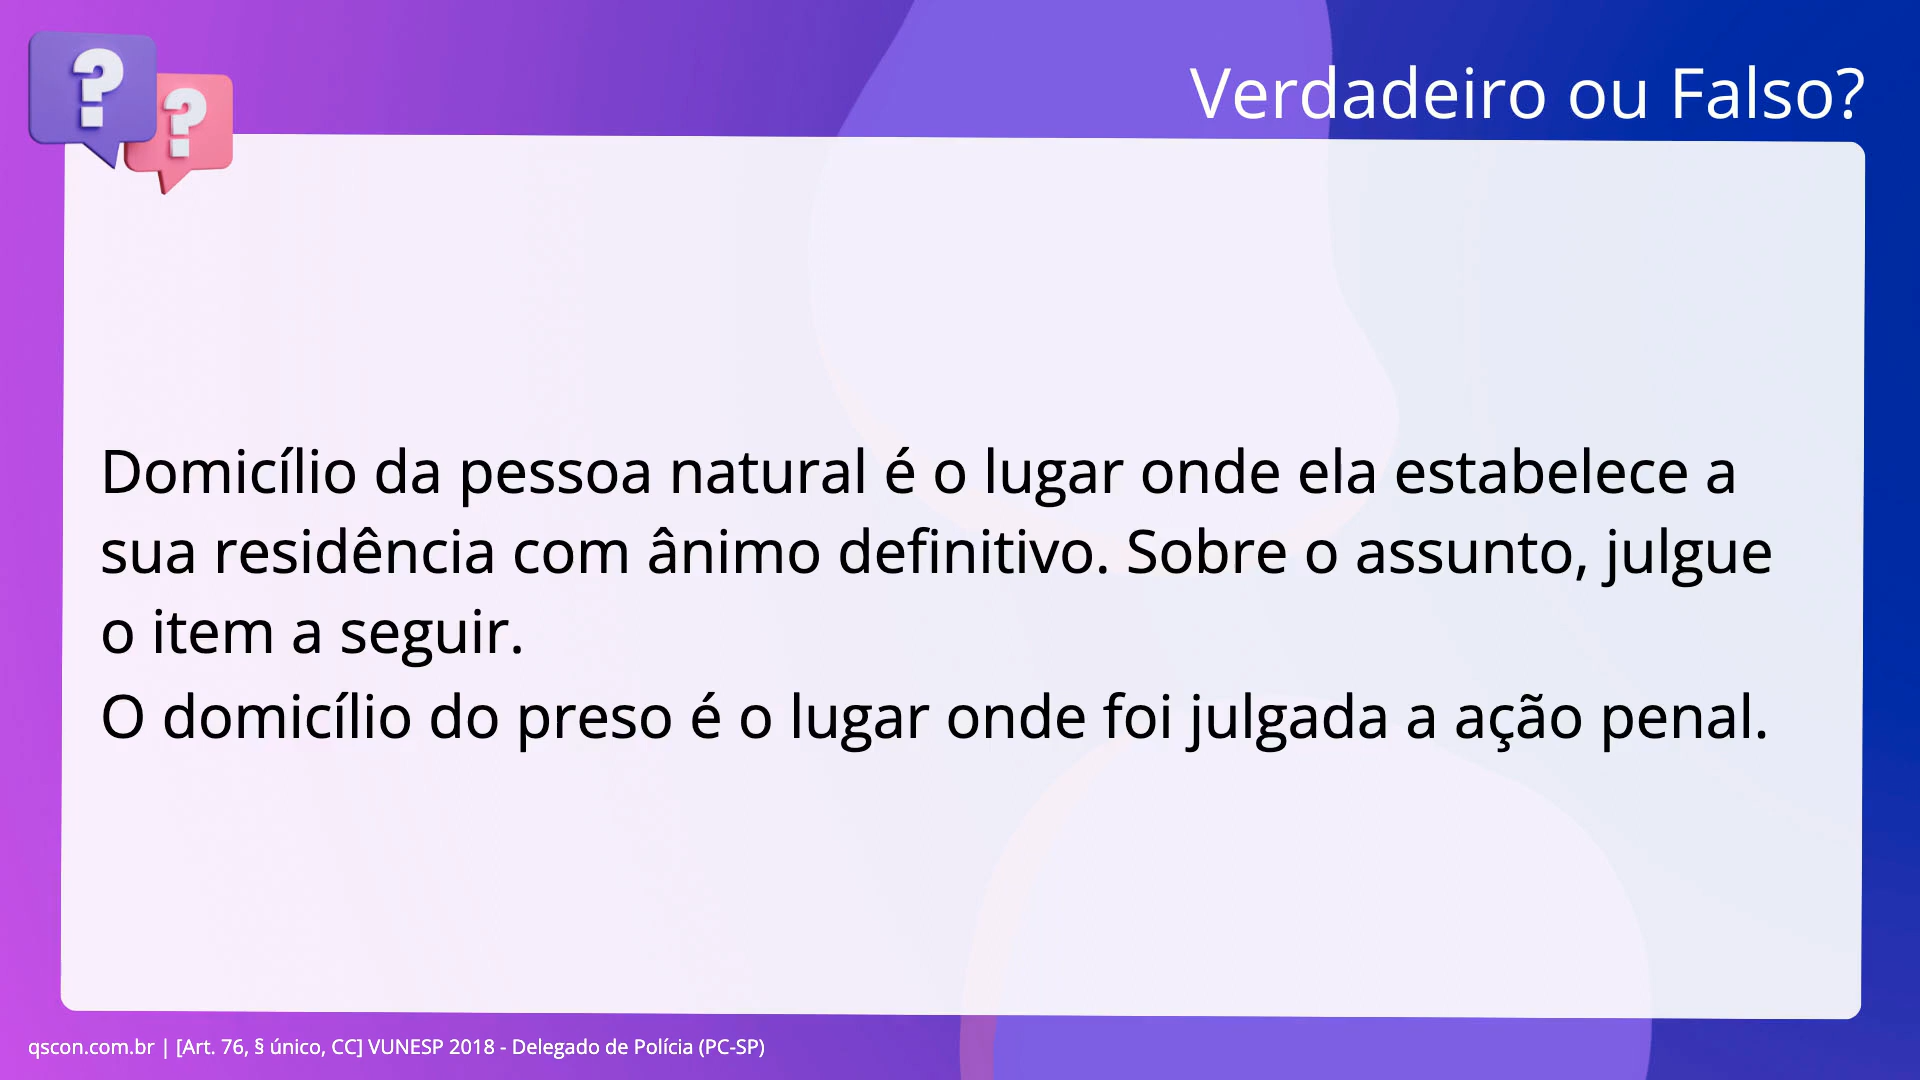 Verdadeiro ou Falso?
Domicílio da pessoa natural é o lugar onde ela estabelece a
sua residência com ânimo definitivo. Sobre o assunto, julgue
o item a seguir.
O domicílio do preso é o lugar onde foi julgada a ação penal.
qscon.com.br | [Art. 76, § único, CC] VUNESP 2018 - Delegado de Polícia (PC-SP)